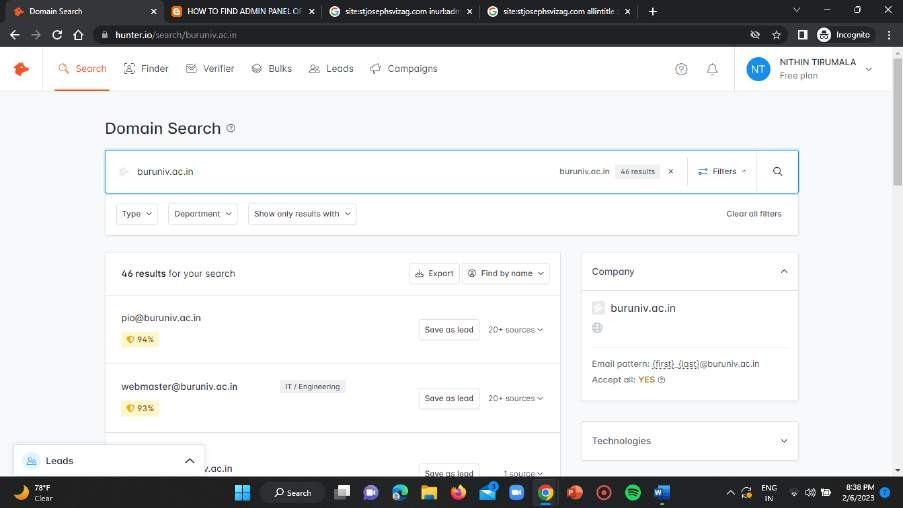 Domain Search
HOW TO FIND ADMIN PANEL OF
site:stjosephsvizag.com inurl:adm
site:stjosephsvizag.com allintitle
hunter.io/search/buruniv.ac.in
Incognito
Search
Finder
Verifier
Bulks
Leads
Campaigns
NT
NITHIN TIRUMALA
Free plan
Domain Search
buruniv.ac.in
buruniv.ac.in
46 results
Filters
Type
Department
Show only results with
Clear all filters
46 results for your search
Export
Find by name
pio@buruniv.ac.in
94%
Save as lead
20+ sources
webmaster@buruniv.ac.in
IT / Engineering
93%
Save as lead
20+ sources
v.ac.in
Save as lead
1 source
Company
buruniv.ac.in
Email pattern: {first}_{last}@buruniv.ac.in
Accept all: YES
Technologies
Leads
78°F
Clear
Search
3
ENG
IN
8:38 PM
2/6/2023
7